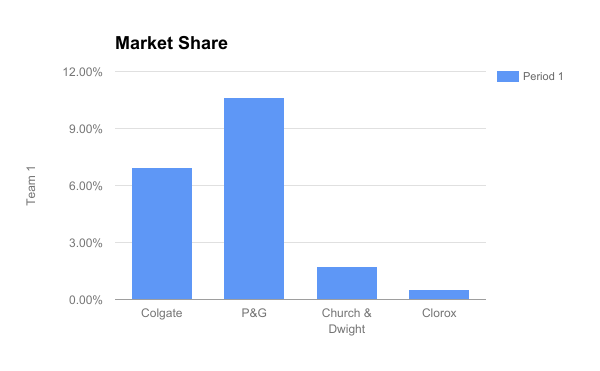 Market Share
12.00%
Period 1
9.00%
Team 1
6.00%
3.00%
0.00%
Colgate
P&G
Church &
Dwight
Clorox